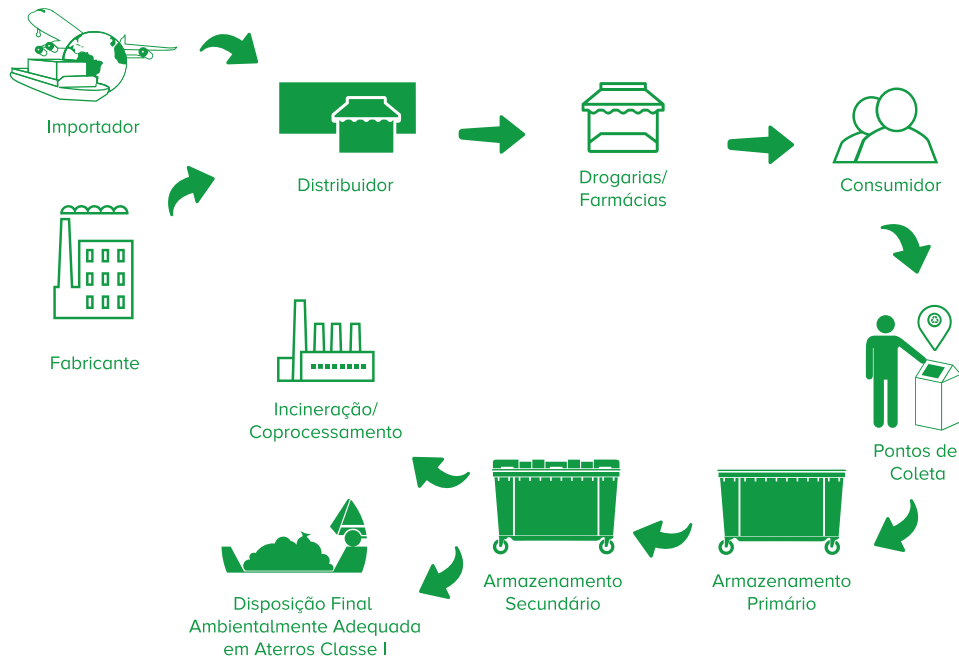 Importador
Distribuidor
Drogarias/
Farmácias
Consumidor
Fabricante
Incineração/
Coprocessamento
Pontos de
Coleta
Armazenamento
Secundário
Armazenamento
Primário
Disposição Final
Ambientalmente Adequada
em Aterros Classe I